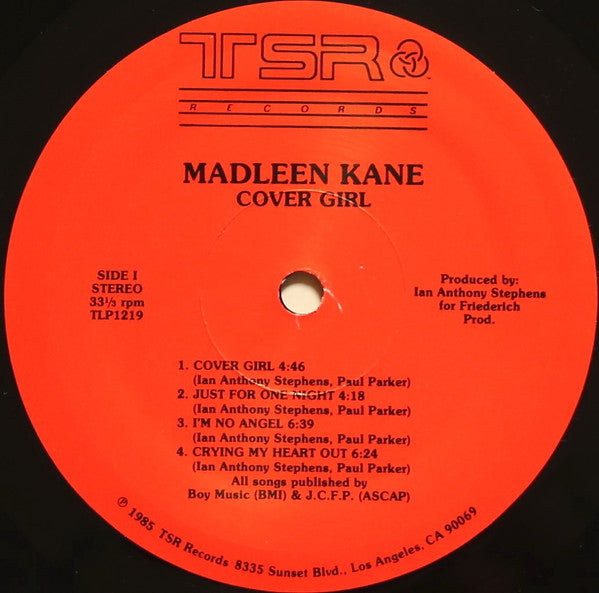 TSR
RECORDS
MADLEEN KANE
COVER GIRL
SIDE I
STEREO
33⅓ rpm
TLP1219
Produced by:
Ian Anthony Stephens
for Friederich
Prod.
1. COVER GIRL 4:46
(Ian Anthony Stephens, Paul Parker)
2. JUST FOR ONE NIGHT 4:18
(Ian Anthony Stephens, Paul Parker)
3. I'M NO ANGEL 6:39
(Ian Anthony Stephens, Paul Parker)
4. CRYING MY HEART OUT 6:24
(Ian Anthony Stephens, Paul Parker)
All songs published by
Boy Music (BMI) & J.C.F.P. (ASCAP)
℗ 1985 TSR Records 8335 Sunset Blvd., Los Angeles, CA 90069